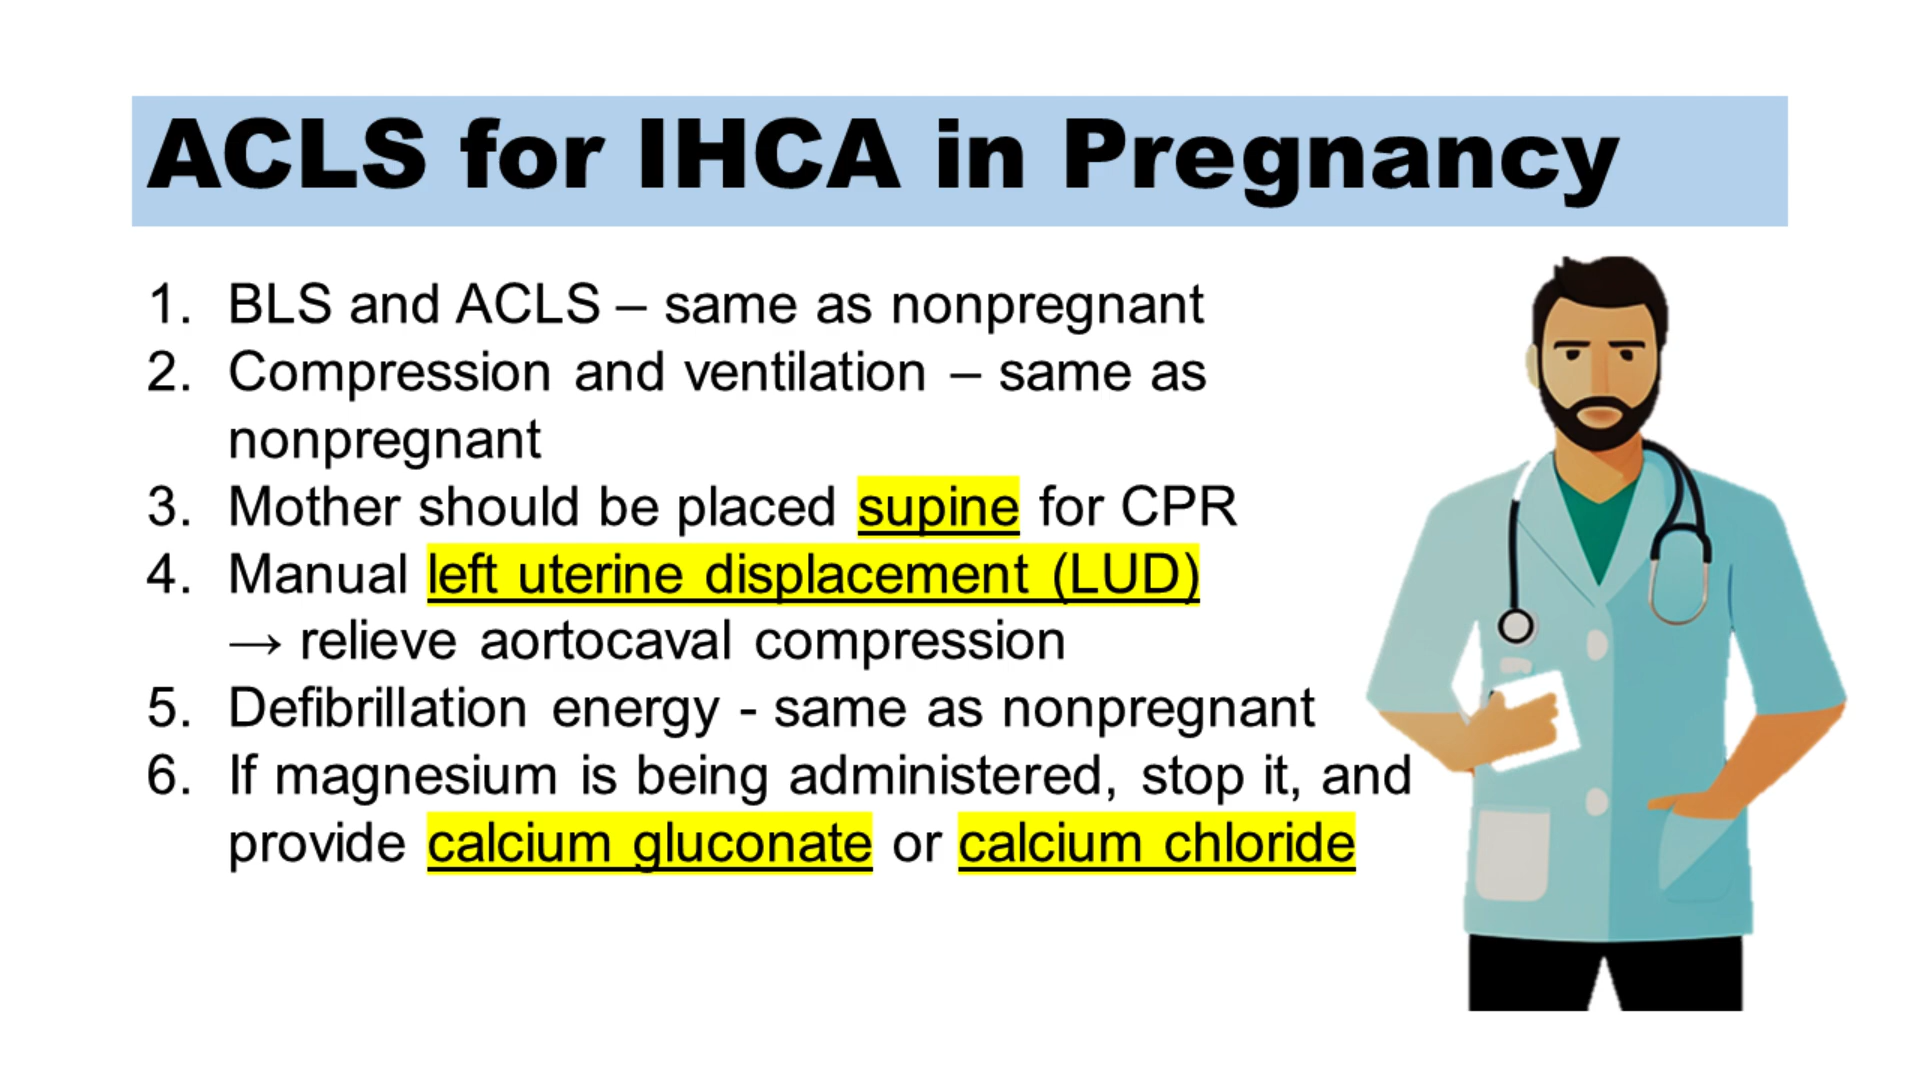 ACLS for IHCA in Pregnancy
1. BLS and ACLS – same as nonpregnant
2. Compression and ventilation – same as
nonpregnant
3. Mother should be placed supine for CPR
4. Manual left uterine displacement (LUD)
→ relieve aortocaval compression
5. Defibrillation energy - same as nonpregnant
6. If magnesium is being administered, stop it, and
provide calcium gluconate or calcium chloride